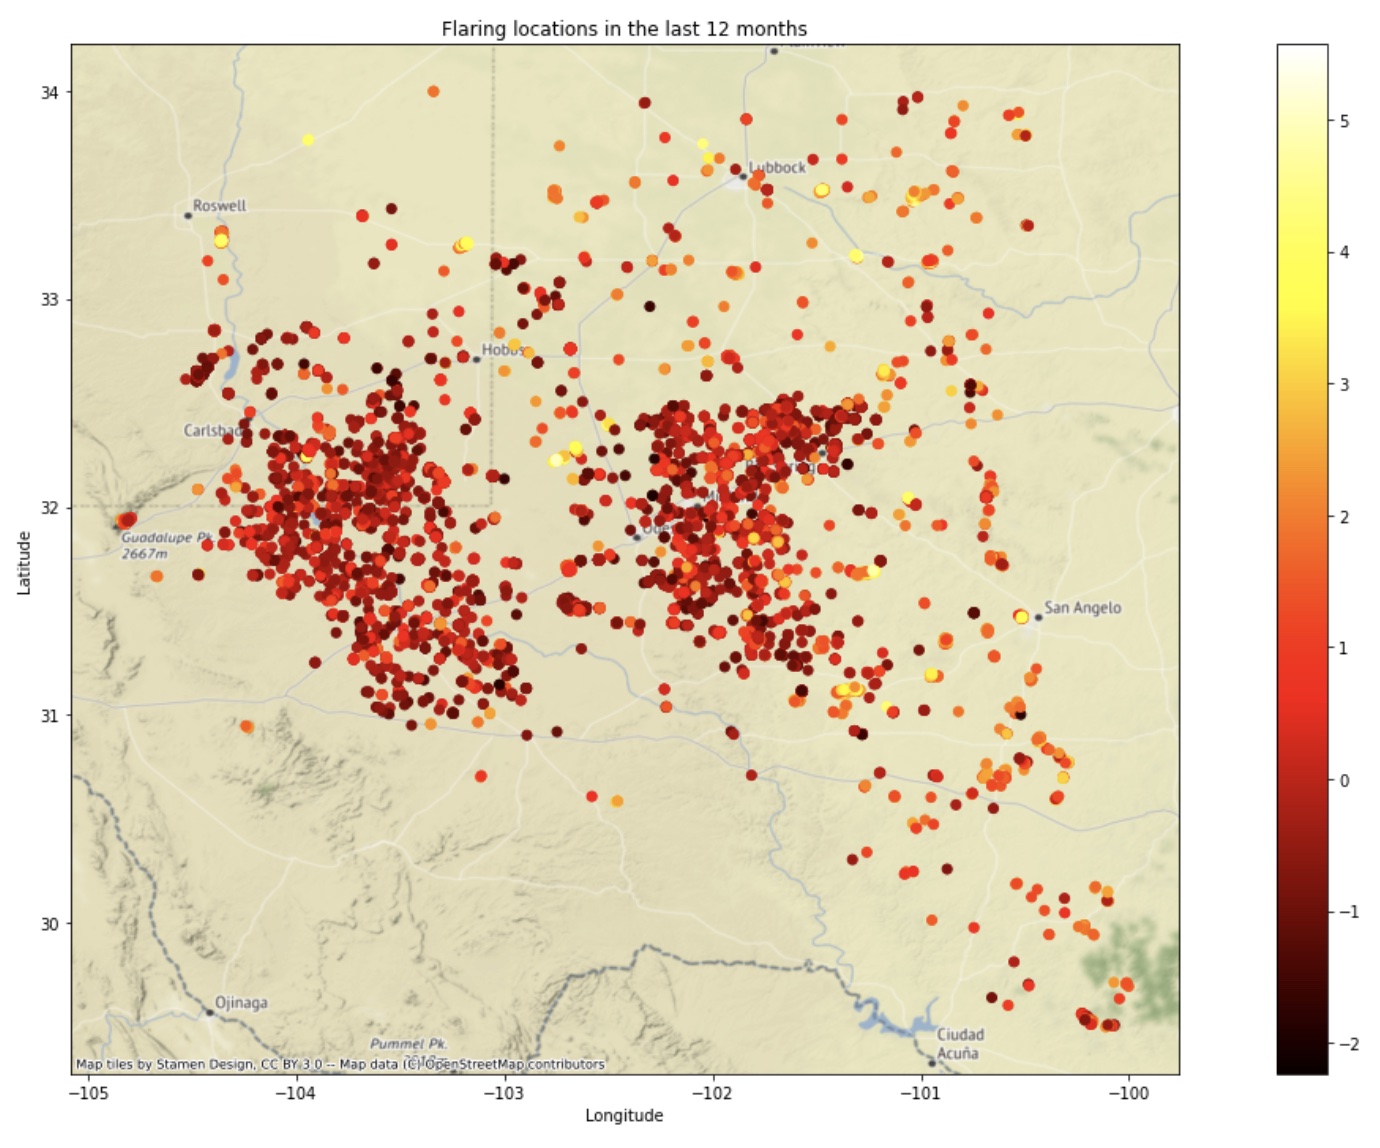 Flaring locations in the last 12 months
34
33
32
31
30
Latitude
−105
−104
−103
−102
−101
−100
Longitude
Lubbock
Roswell
Hobbs
Carlsbad
Guadalupe Pk.
2667m
San Angelo
Ojinaga
Ciudad
Acuña
Pummel Pk.
Map tiles by Stamen Design, CC BY 3.0 -- Map data (C) OpenStreetMap contributors
5
4
3
2
1
0
−1
−2